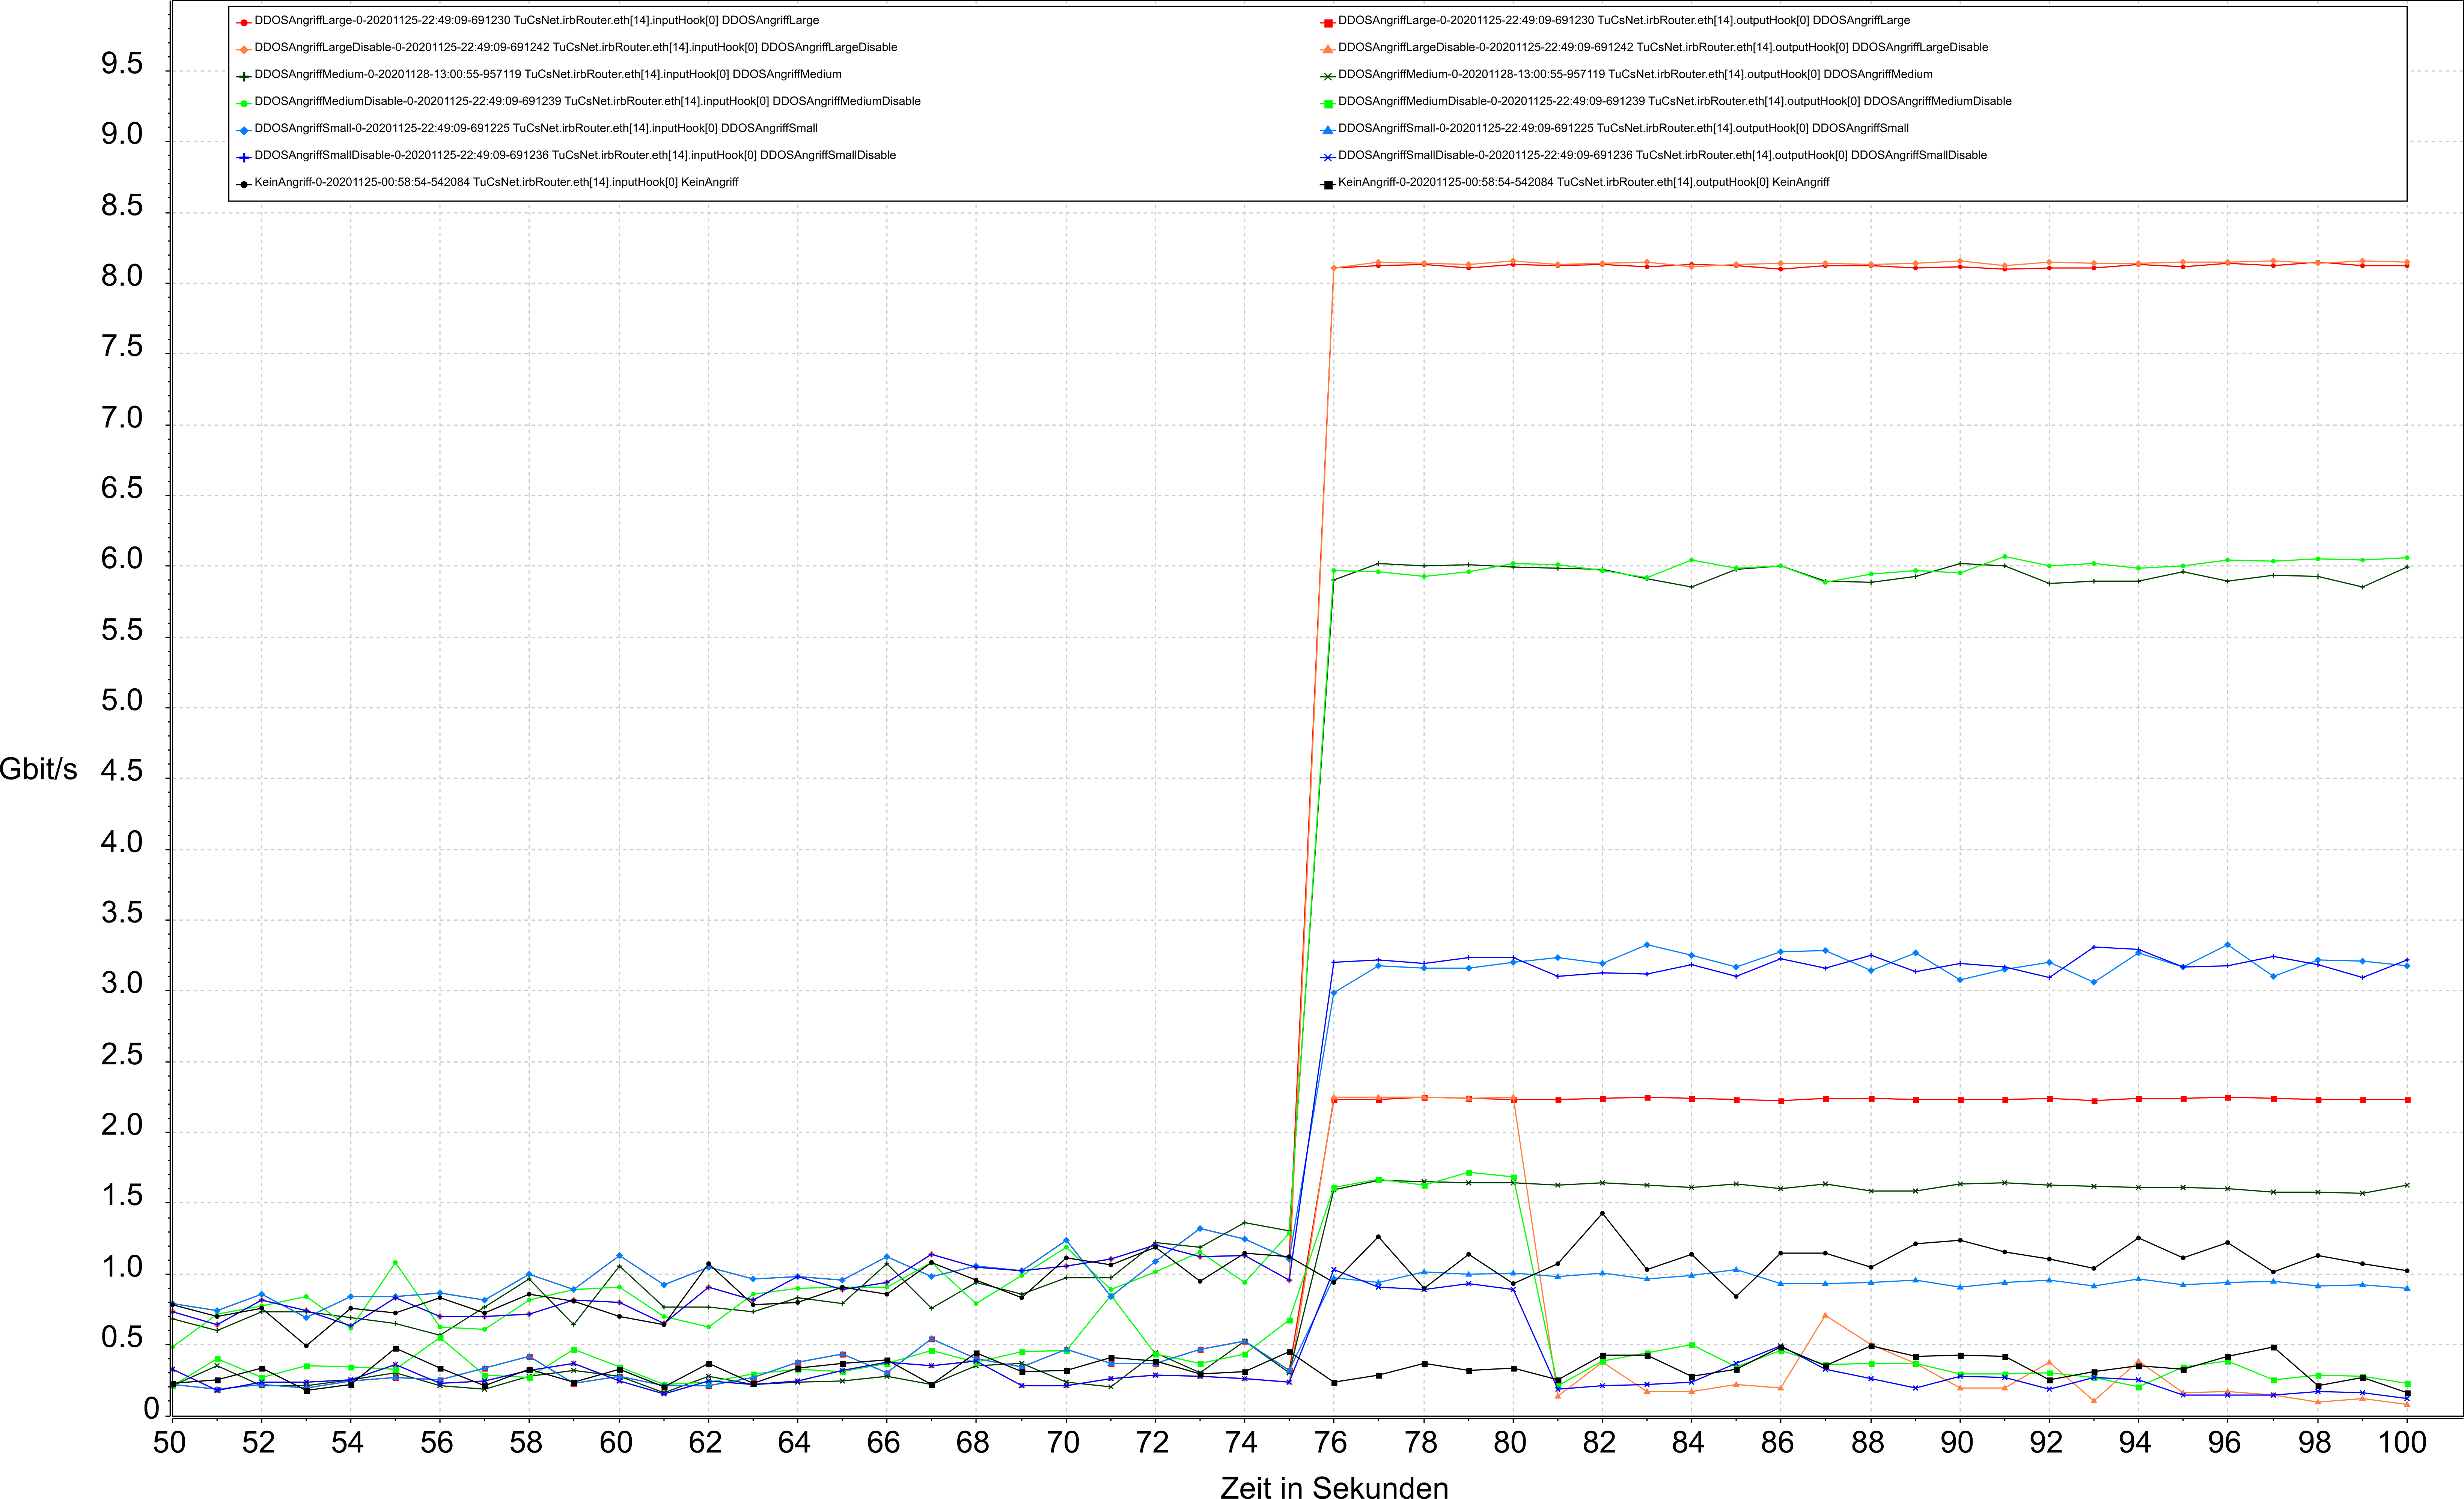 DDOSAngriffLarge-0-20201125-22:49:09-691230 TuCsNet.irbRouter.eth[14].inputHook[0] DDOSAngriffLarge
DDOSAngriffLarge-0-20201125-22:49:09-691230 TuCsNet.irbRouter.eth[14].outputHook[0] DDOSAngriffLarge
DDOSAngriffLargeDisable-0-20201125-22:49:09-691242 TuCsNet.irbRouter.eth[14].inputHook[0] DDOSAngriffLargeDisable
DDOSAngriffLargeDisable-0-20201125-22:49:09-691242 TuCsNet.irbRouter.eth[14].outputHook[0] DDOSAngriffLargeDisable
DDOSAngriffMedium-0-20201128-13:00:55-957119 TuCsNet.irbRouter.eth[14].inputHook[0] DDOSAngriffMedium
DDOSAngriffMedium-0-20201128-13:00:55-957119 TuCsNet.irbRouter.eth[14].outputHook[0] DDOSAngriffMedium
DDOSAngriffMediumDisable-0-20201125-22:49:09-691239 TuCsNet.irbRouter.eth[14].inputHook[0] DDOSAngriffMediumDisable
DDOSAngriffMediumDisable-0-20201125-22:49:09-691239 TuCsNet.irbRouter.eth[14].outputHook[0] DDOSAngriffMediumDisable
DDOSAngriffSmall-0-20201125-22:49:09-691225 TuCsNet.irbRouter.eth[14].inputHook[0] DDOSAngriffSmall
DDOSAngriffSmall-0-20201125-22:49:09-691225 TuCsNet.irbRouter.eth[14].outputHook[0] DDOSAngriffSmall
DDOSAngriffSmallDisable-0-20201125-22:49:09-691236 TuCsNet.irbRouter.eth[14].inputHook[0] DDOSAngriffSmallDisable
DDOSAngriffSmallDisable-0-20201125-22:49:09-691236 TuCsNet.irbRouter.eth[14].outputHook[0] DDOSAngriffSmallDisable
KeinAngriff-0-20201125-00:58:54-542084 TuCsNet.irbRouter.eth[14].inputHook[0] KeinAngriff
KeinAngriff-0-20201125-00:58:54-542084 TuCsNet.irbRouter.eth[14].outputHook[0] KeinAngriff
9.5
9.0
8.5
8.0
7.5
7.0
6.5
6.0
5.5
5.0
Gbit/s 4.5
4.0
3.5
3.0
2.5
2.0
1.5
1.0
0.5
0
50 52 54 56 58 60 62 64 66 68 70 72 74 76 78 80 82 84 86 88 90 92 94 96 98 100
Zeit in Sekunden